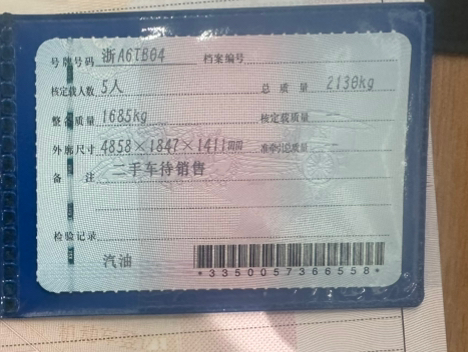 号牌号码 浙A6TB04 档案编号
核定载人数 5人 总质量 2130kg
整备质量 1685kg 核定载质量 --
外廓尺寸 4858×1847×1411mm 准牵引总质量 --
备注 二手车待销售
检验记录
汽油
*3350057366558*